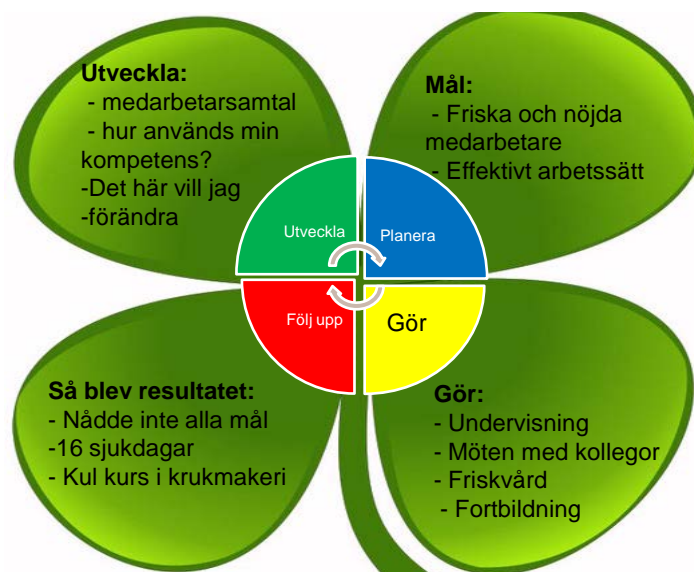 Utveckla:
- medarbetarsamtal
- hur används min
kompetens?
-Det här vill jag
-förändra
Mål:
- Friska och nöjda
medarbetare
- Effektivt arbetssätt
Utveckla
Planera
Följ upp
Gör
Så blev resultatet:
- Nådde inte alla mål
-16 sjukdagar
- Kul kurs i krukmakeri
Gör:
- Undervisning
- Möten med kollegor
- Friskvård
- Fortbildning